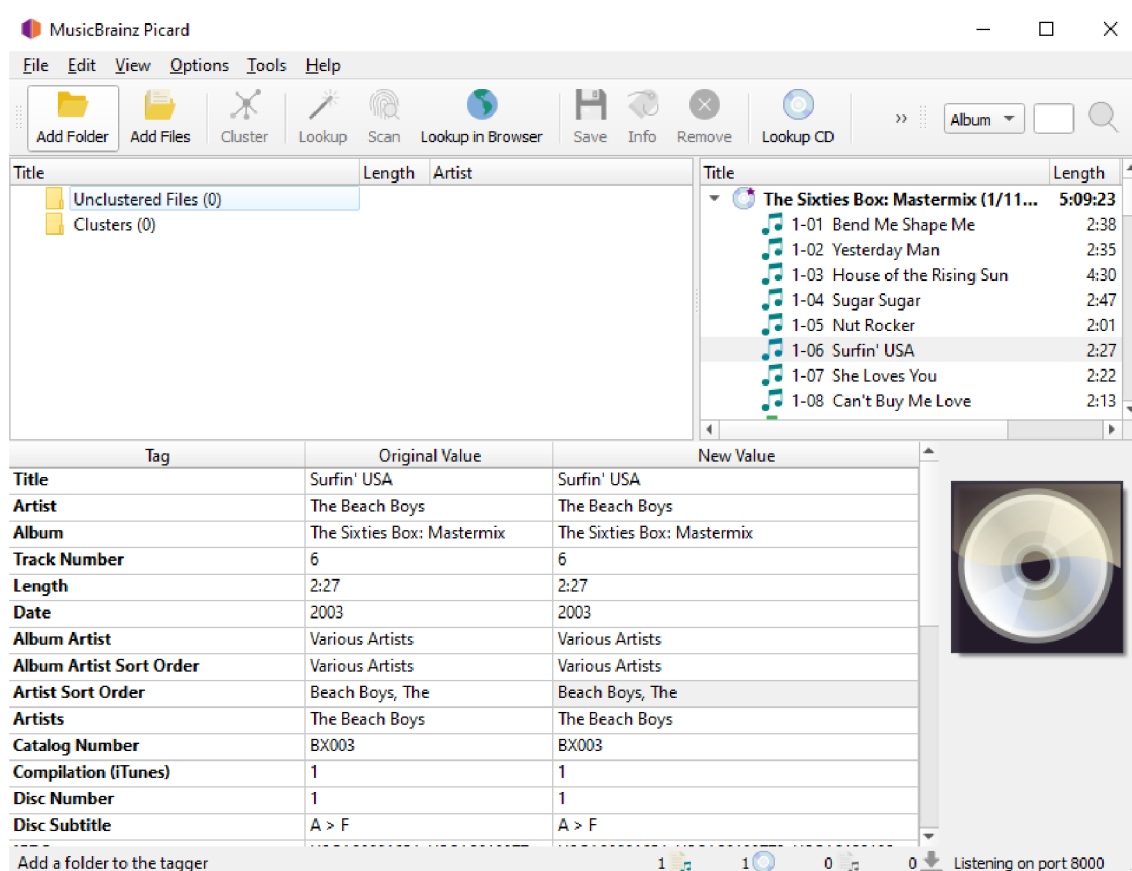 MusicBrainz Picard
File Edit View Options Tools Help
Add Folder Add Files Cluster Lookup Scan Lookup in Browser Save Info Remove Lookup CD » Album
Title Length Artist
Unclustered Files (0)
Clusters (0)
Title Length
The Sixties Box: Mastermix (1/11... 5:09:23
1-01 Bend Me Shape Me 2:38
1-02 Yesterday Man 2:35
1-03 House of the Rising Sun 4:30
1-04 Sugar Sugar 2:47
1-05 Nut Rocker 2:01
1-06 Surfin' USA 2:27
1-07 She Loves You 2:22
1-08 Can't Buy Me Love 2:13
Tag Original Value New Value
Title Surfin' USA Surfin' USA
Artist The Beach Boys The Beach Boys
Album The Sixties Box: Mastermix The Sixties Box: Mastermix
Track Number 6 6
Length 2:27 2:27
Date 2003 2003
Album Artist Various Artists Various Artists
Album Artist Sort Order Various Artists Various Artists
Artist Sort Order Beach Boys, The Beach Boys, The
Artists The Beach Boys The Beach Boys
Catalog Number BX003 BX003
Compilation (iTunes) 1 1
Disc Number 1 1
Disc Subtitle A > F A > F
Add a folder to the tagger 1 1 0 0 Listening on port 8000